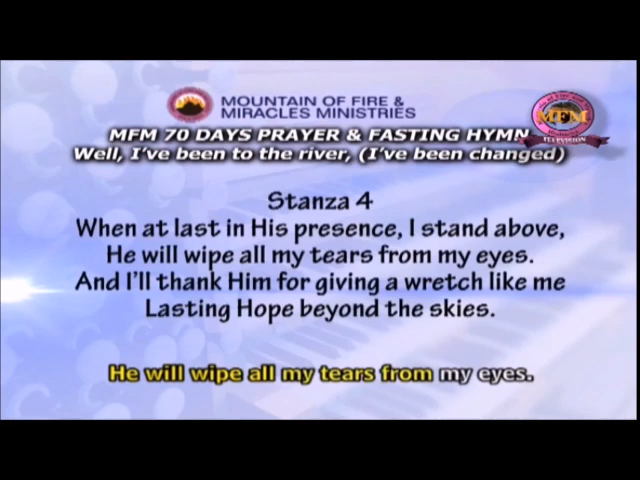 MOUNTAIN OF FIRE &
MIRACLES MINISTRIES
MFM
TELEVISION
MFM 70 DAYS PRAYER & FASTING HYMN
Well, I've been to the river, (I've been changed)
Stanza 4
When at last in His presence, I stand above,
He will wipe all my tears from my eyes.
And I'll thank Him for giving a wretch like me
Lasting Hope beyond the skies.
He will wipe all my tears from my eyes.